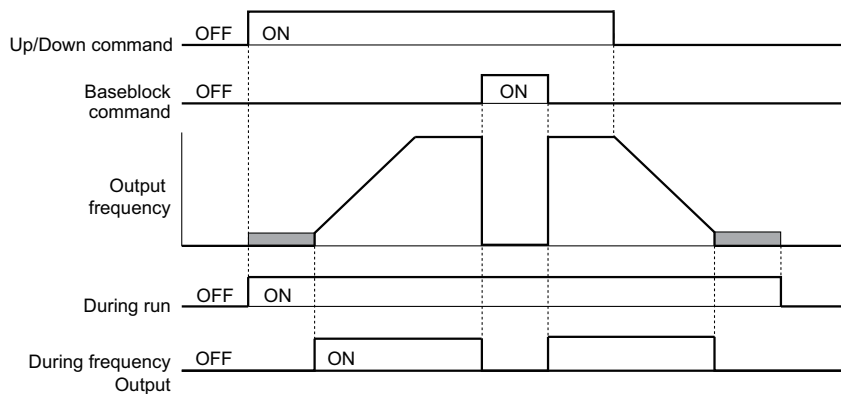 Up/Down command
OFF
ON
Baseblock
command
OFF
ON
Output
frequency
During run
OFF
ON
During frequency
Output
OFF
ON